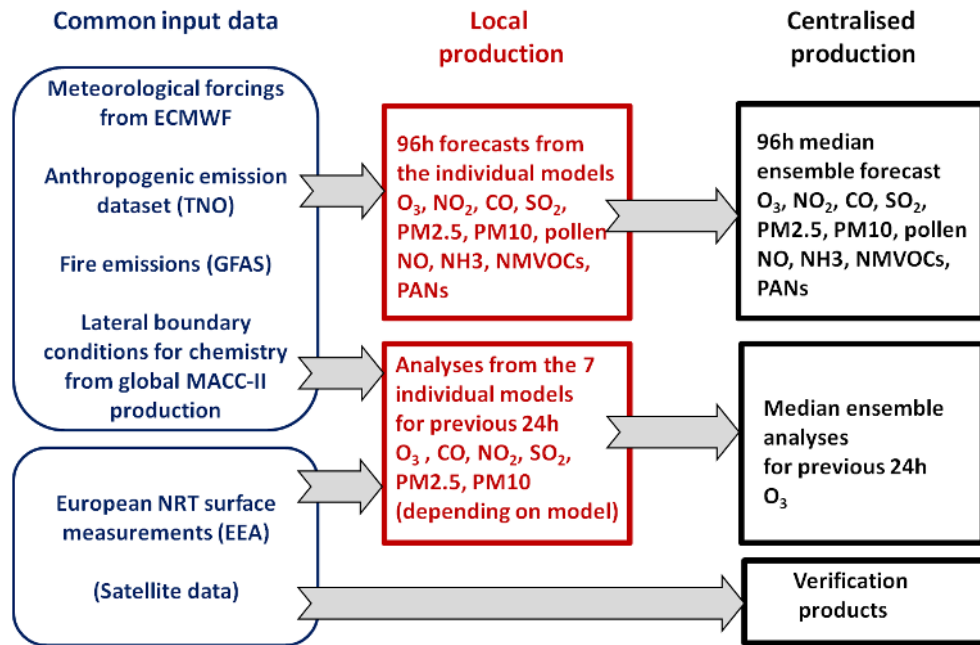 Common input data
Meteorological forcings
from ECMWF
Anthropogenic emission
dataset (TNO)
Fire emissions (GFAS)
Lateral boundary
conditions for chemistry
from global MACC-II
production
European NRT surface
measurements (EEA)
(Satellite data)
Local
production
96h forecasts from
the individual models
O₃, NO₂, CO, SO₂,
PM2.5, PM10, pollen
NO, NH3, NMVOCs,
PANs
Analyses from the 7
individual models
for previous 24h
O₃ , CO, NO₂, SO₂,
PM2.5, PM10
(depending on model)
Centralised
production
96h median
ensemble forecast
O₃, NO₂, CO, SO₂,
PM2.5, PM10, pollen
NO, NH3, NMVOCs,
PANs
Median ensemble
analyses
for previous 24h
O₃
Verification
products